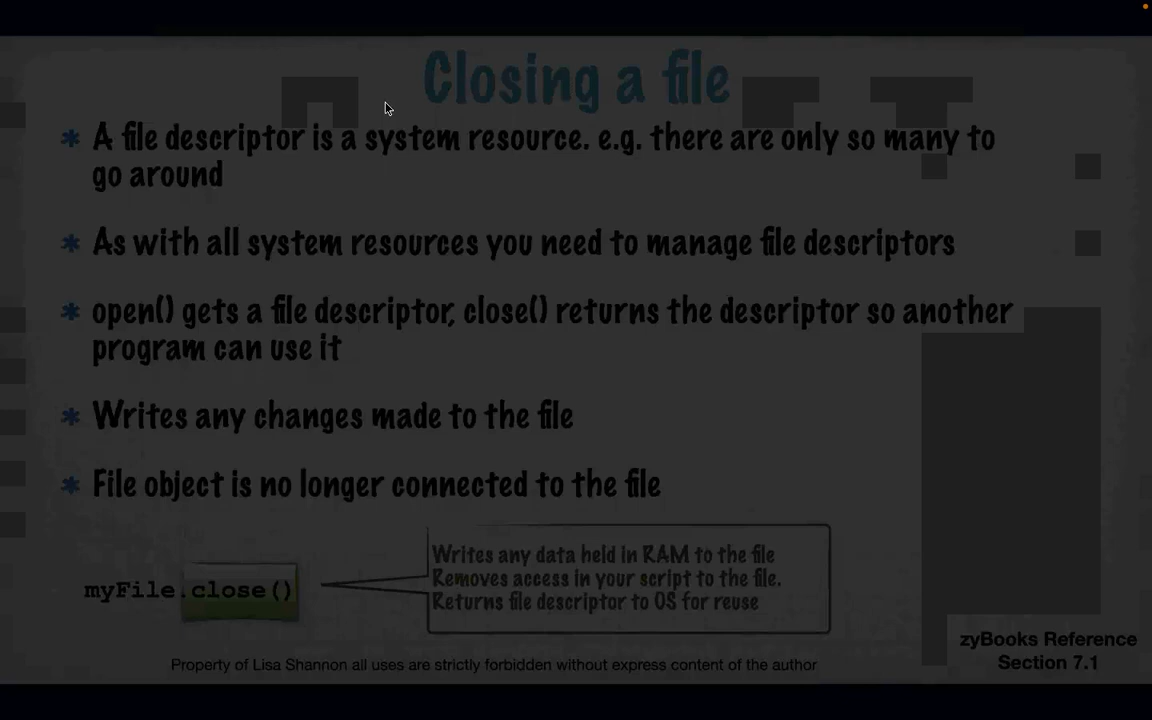 Closing a file
* A file descriptor is a system resource. e.g. there are only so many to
go around
* As with all system resources you need to manage file descriptors
* open() gets a file descriptor, close() returns the descriptor so another
program can use it
* Writes any changes made to the file
* File object is no longer connected to the file
myFile.close()
Writes any data held in RAM to the file
Removes access in your script to the file.
Returns file descriptor to OS for reuse
zyBooks Reference
Section 7.1
Property of Lisa Shannon all uses are strictly forbidden without express content of the author